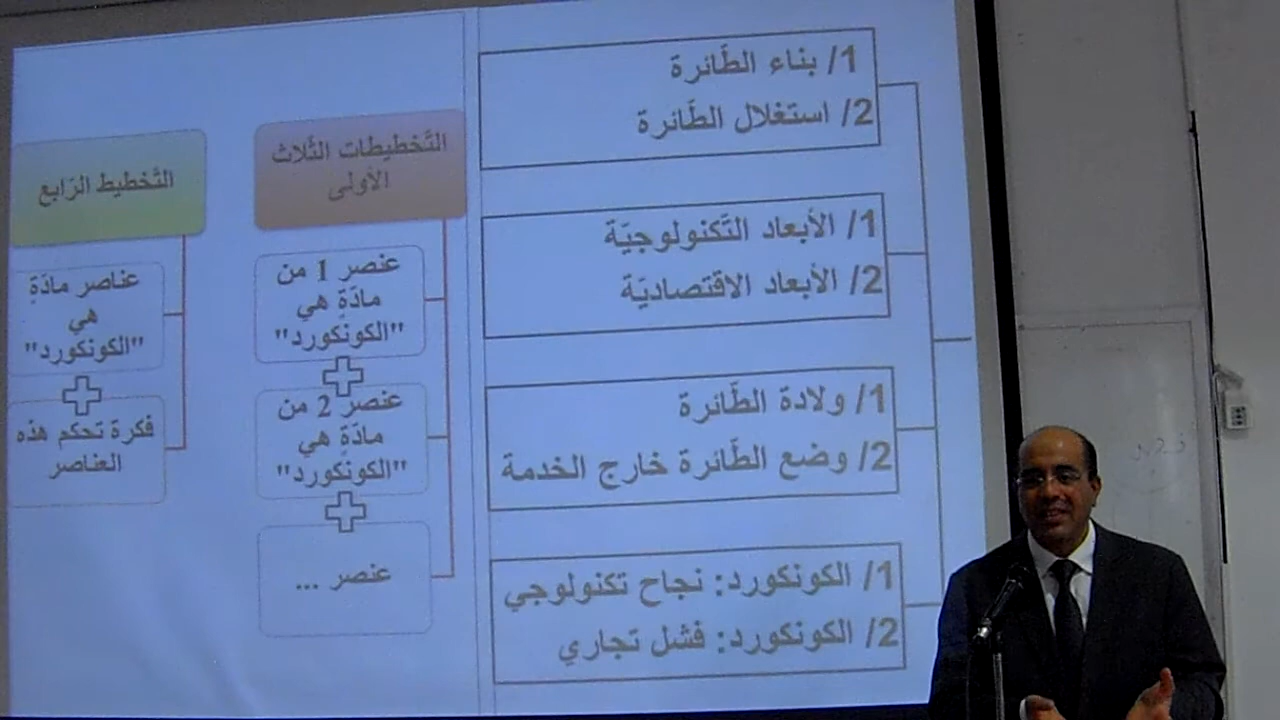 1/ بناء الطّائرة
2/ استغلال الطّائرة
1/ الأبعاد التّكنولوجيّة
2/ الأبعاد الاقتصاديّة
1/ ولادة الطّائرة
2/ وضع الطّائرة خارج الخدمة
1/ الكونكورد: نجاح تكنولوجي
2/ الكونكورد: فشل تجاري
التّخطيطات الثّلاث
الأولى
عنصر 1 من
مادّةٍ هي
"الكونكورد"
عنصر 2 من
مادّةٍ هي
"الكونكورد"
عنصر ...
التّخطيط الرّابع
عناصر مادّةٍ
هي
"الكونكورد"
فكرة تحكم هذه
العناصر